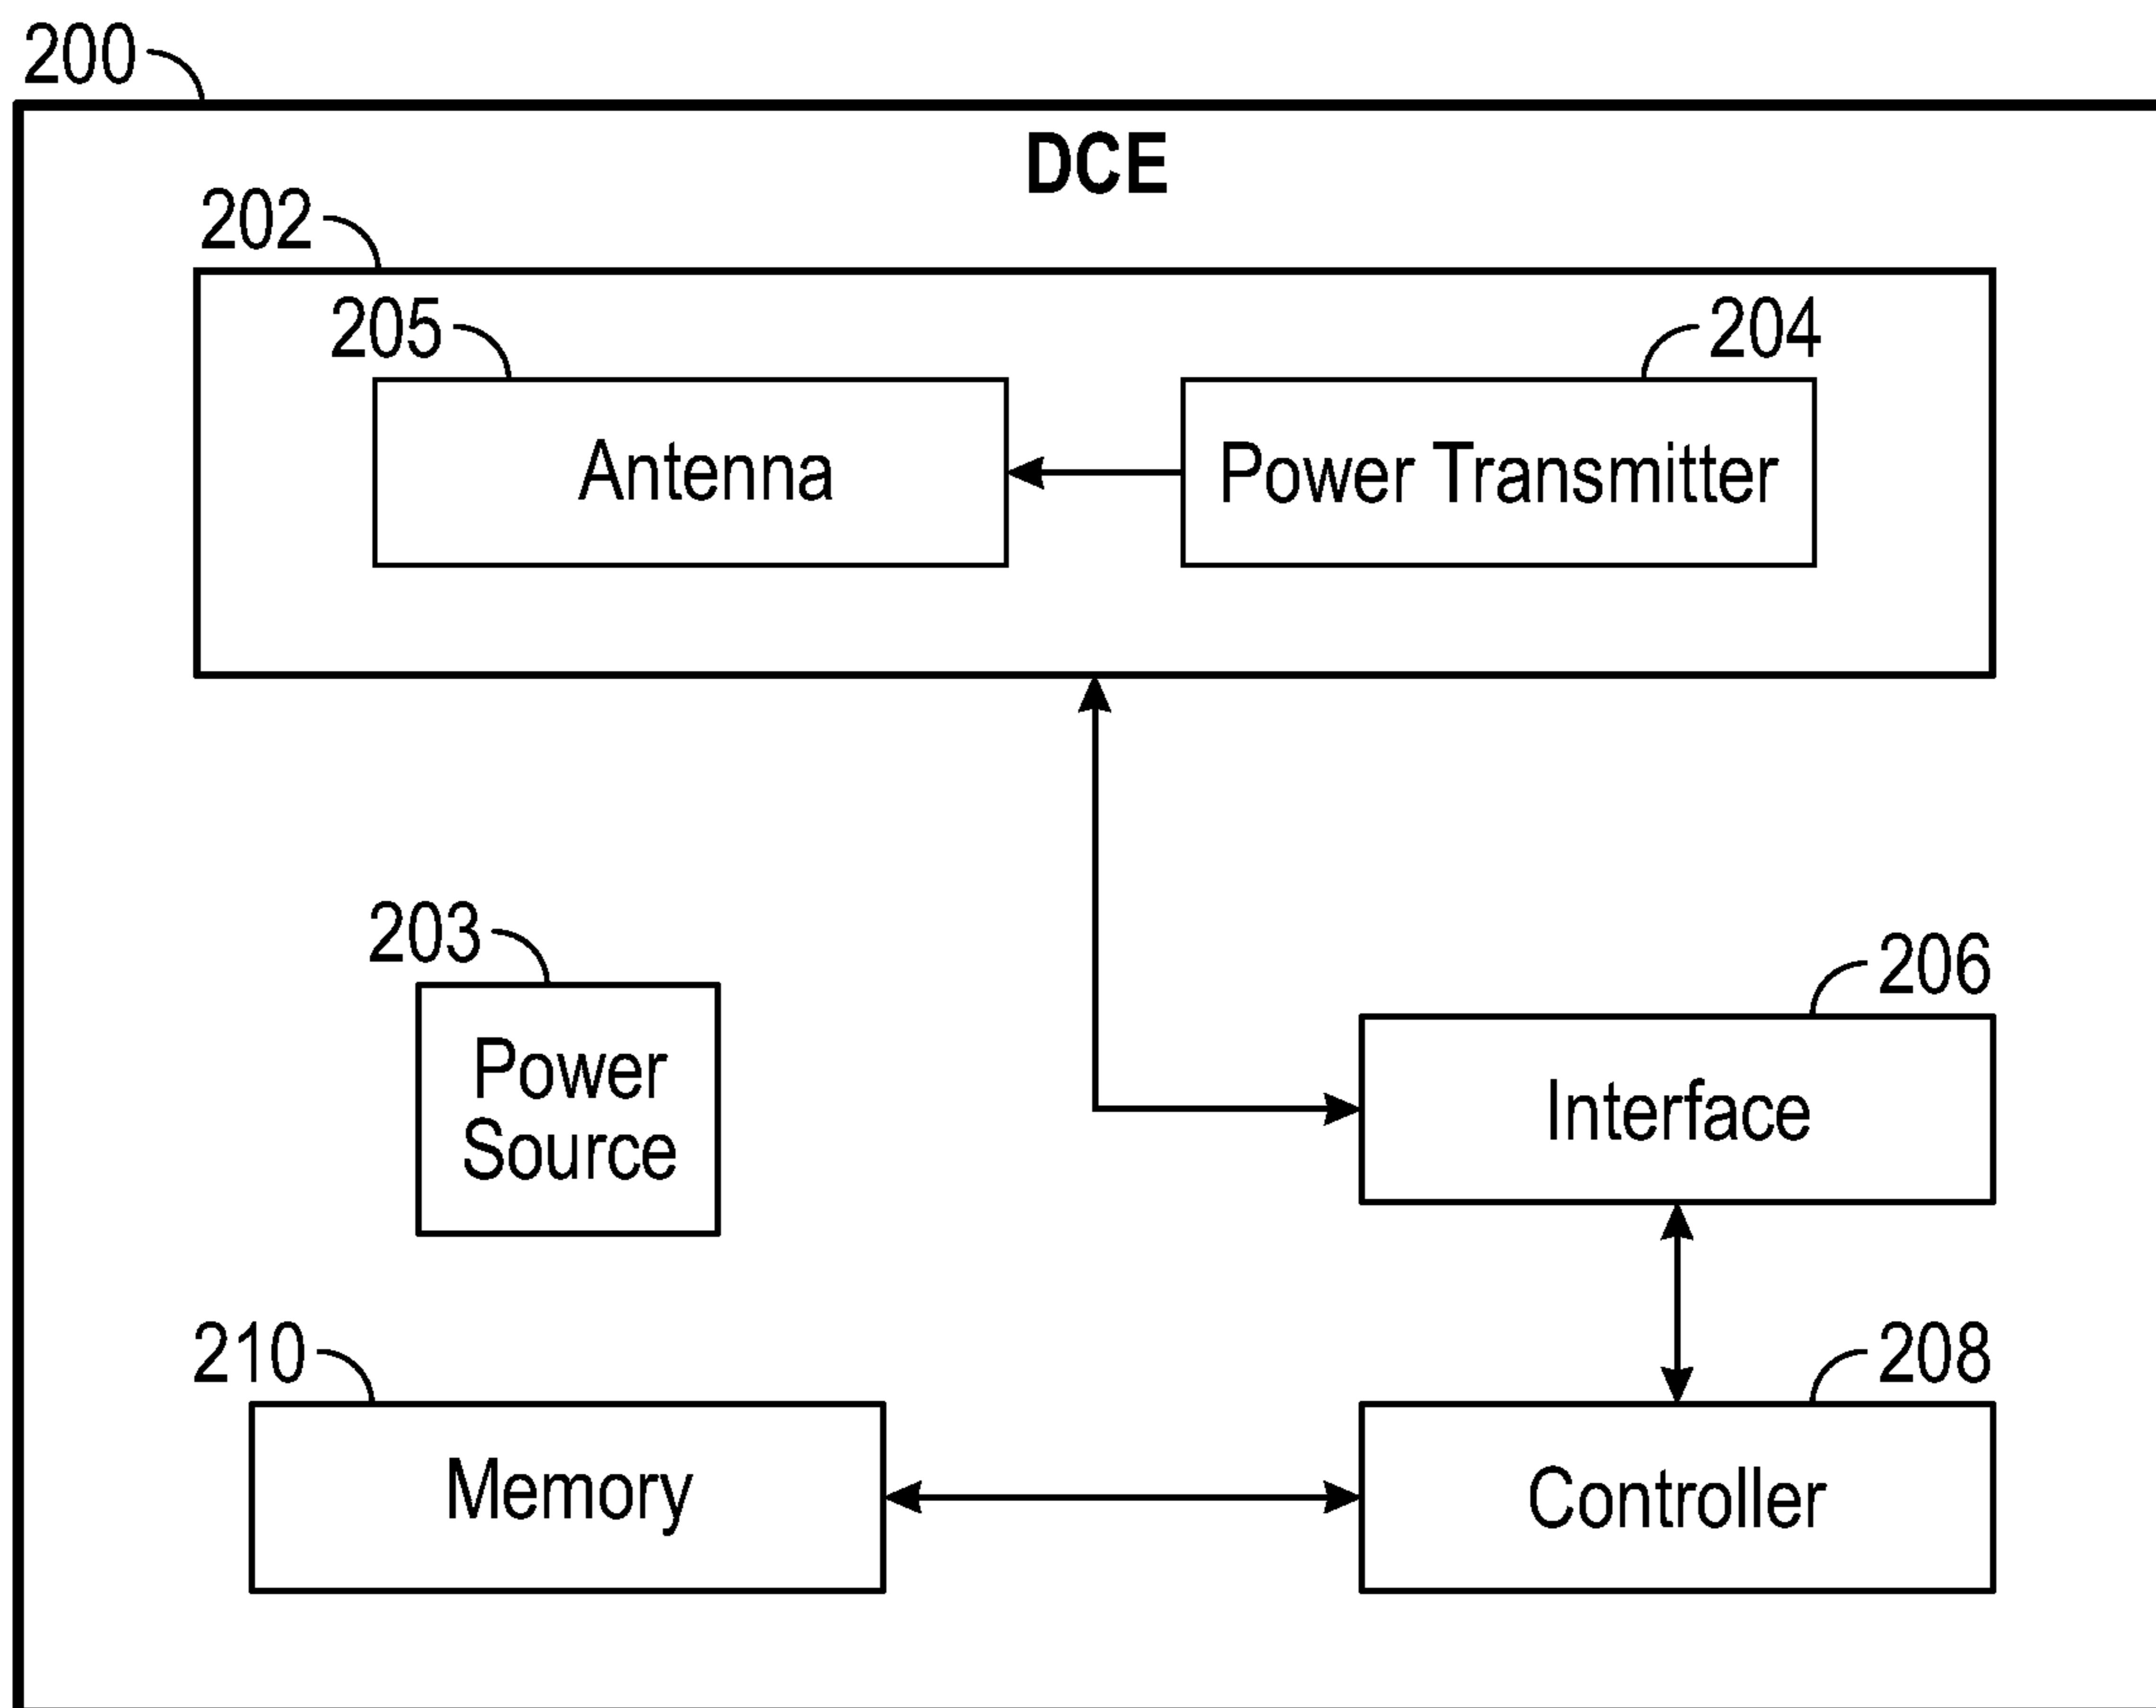 200
DCE
202
205
204
Antenna
Power Transmitter
203
206
Power
Source
Interface
210
208
Memory
Controller